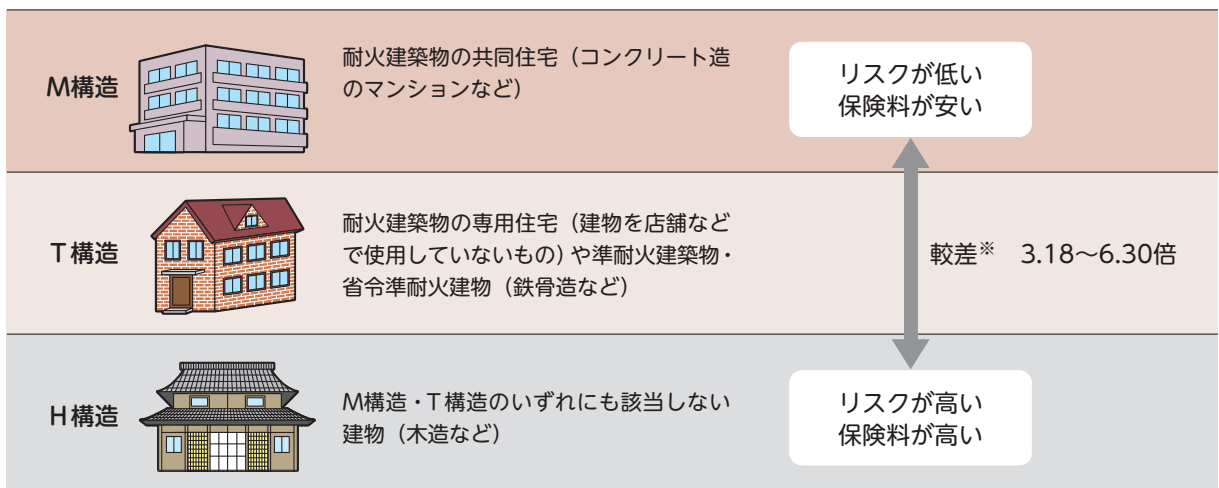 M構造
耐火建築物の共同住宅（コンクリート造
のマンションなど）
リスクが低い
保険料が安い
T構造
耐火建築物の専用住宅（建物を店舗など
で使用していないもの）や準耐火建築物・
省令準耐火建物（鉄骨造など）
較差※ 3.18〜6.30倍
H構造
M構造・T構造のいずれにも該当しない
建物（木造など）
リスクが高い
保険料が高い